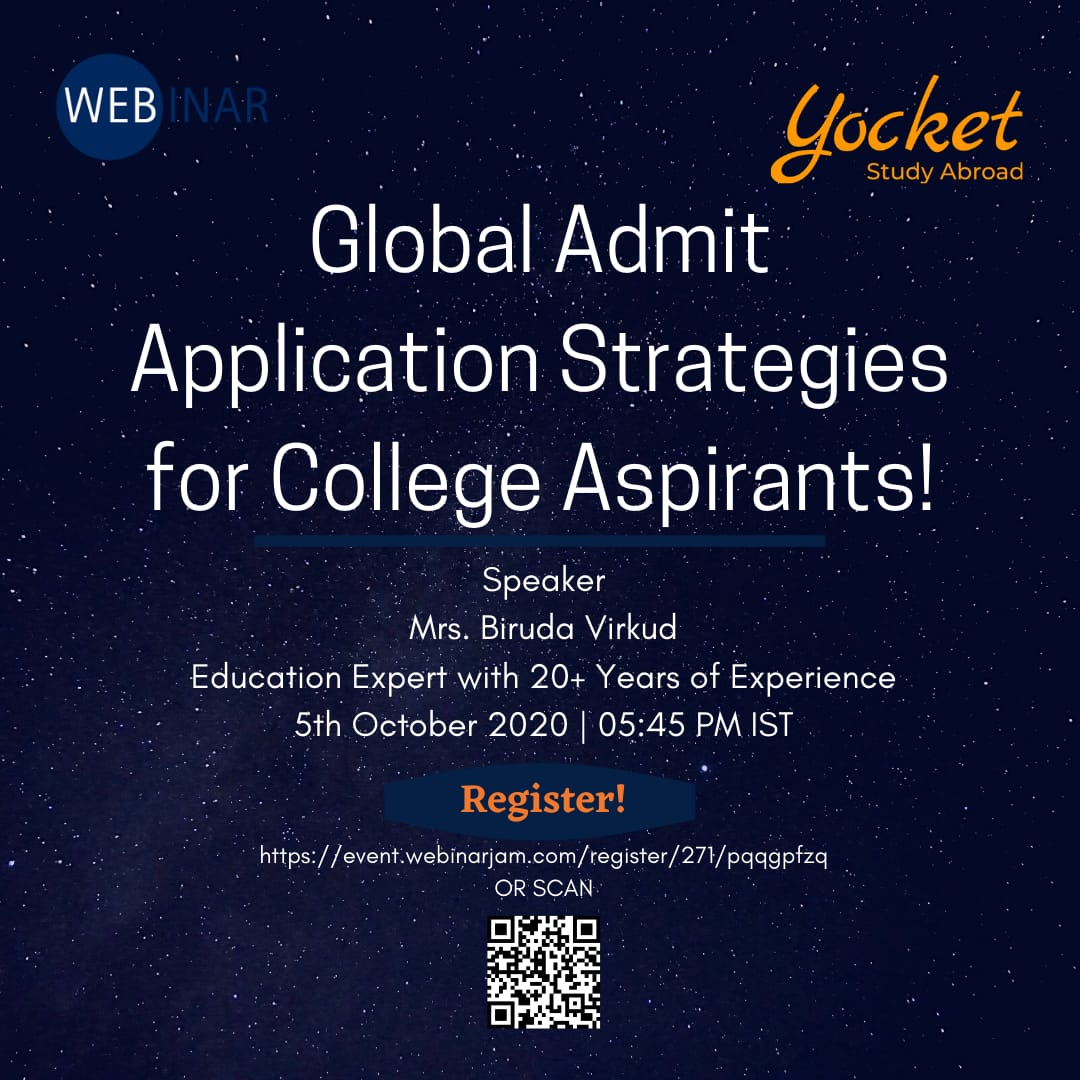 WEBINAR
Yocket
Study Abroad
Global Admit
Application Strategies
for College Aspirants!
Speaker
Mrs. Biruda Virkud
Education Expert with 20+ Years of Experience
5th October 2020 | 05:45 PM IST
Register!
https://event.webinarjam.com/register/271/pqqgpfzq
OR SCAN